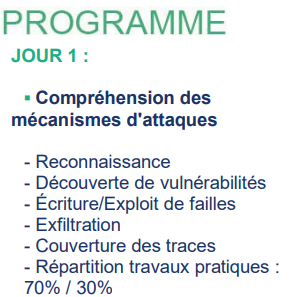 PROGRAMME
JOUR 1 :
▪ Compréhension des
mécanismes d'attaques
- Reconnaissance
- Découverte de vulnérabilités
- Écriture/Exploit de failles
- Exfiltration
- Couverture des traces
- Répartition travaux pratiques :
70% / 30%